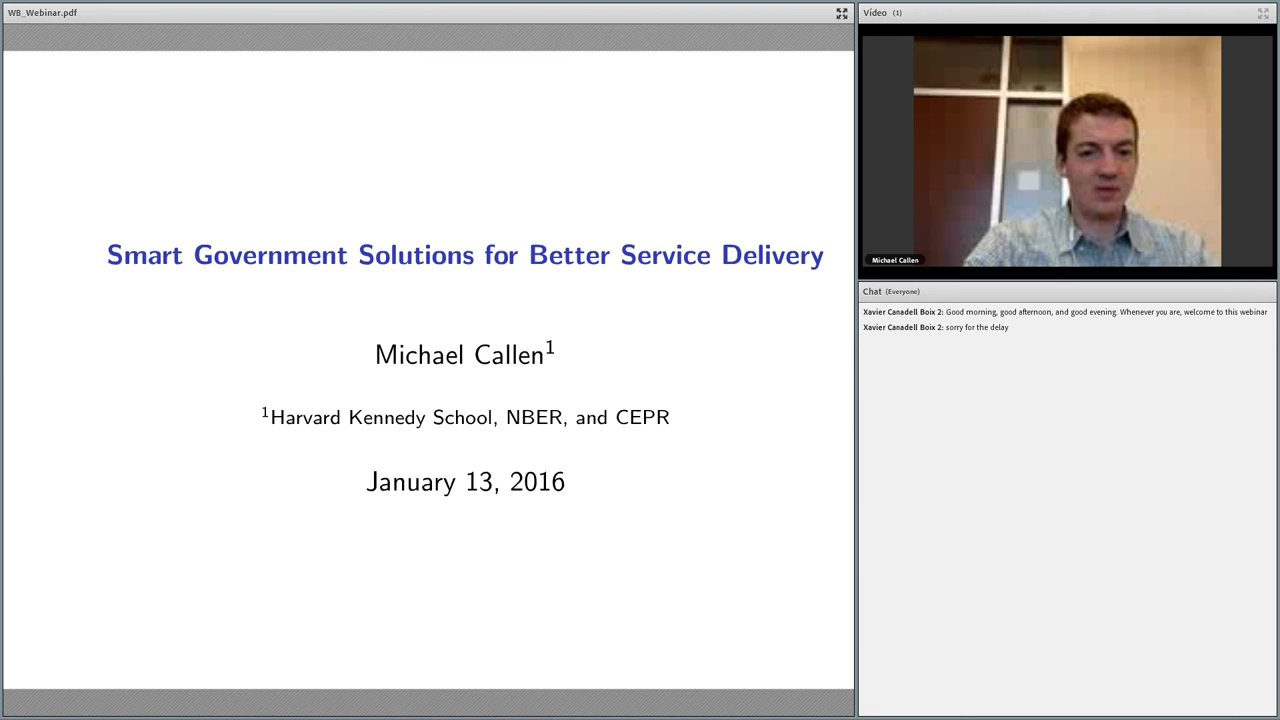 WB_Webinar.pdf
Smart Government Solutions for Better Service Delivery
Michael Callen¹
¹Harvard Kennedy School, NBER, and CEPR
January 13, 2016
Vídeo (1)
Michael Callen
Chat (Everyone)
Xavier Canadell Boix 2: Good morning, good afternoon, and good evening. Whenever you are, welcome to this webinar
Xavier Canadell Boix 2: sorry for the delay